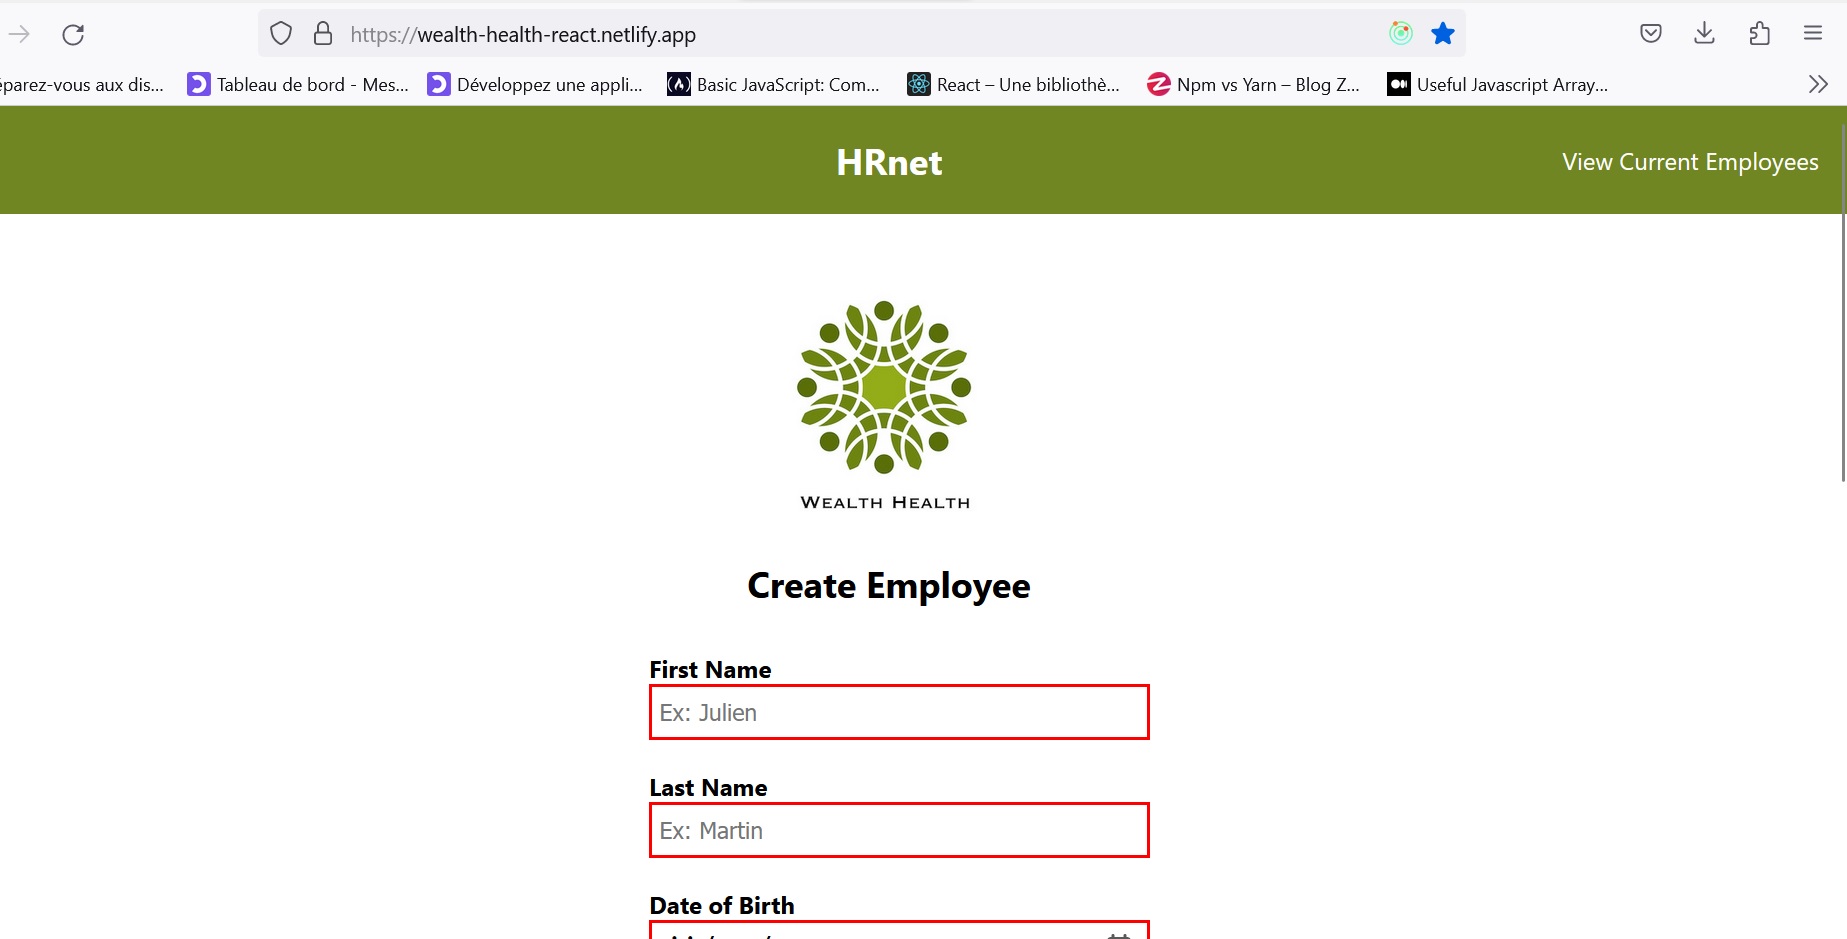 https://wealth-health-react.netlify.app
éparez-vous aux dis... Tableau de bord - Mes... Développez une appli... Basic JavaScript: Com... React – Une bibliothè... Npm vs Yarn – Blog Z... Useful Javascript Array...
HRnet
View Current Employees
WEALTH HEALTH
Create Employee
First Name
Ex: Julien
Last Name
Ex: Martin
Date of Birth